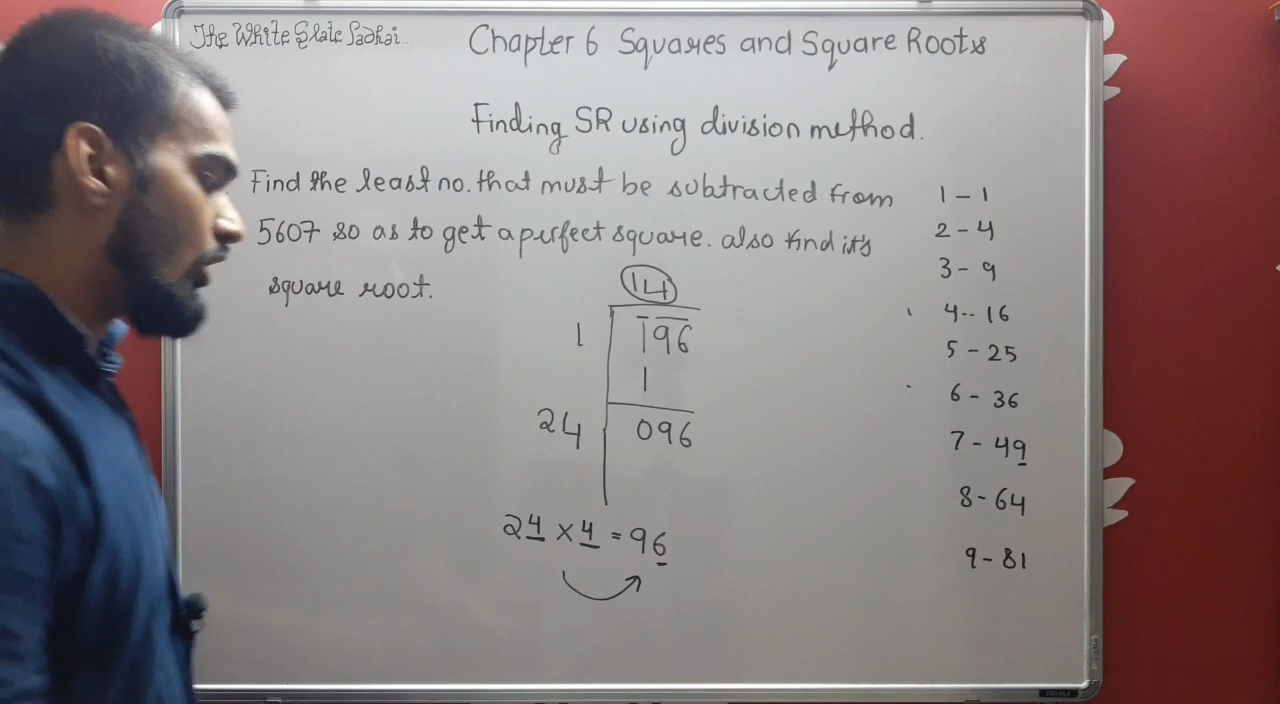 The White Slate Padhai...
Chapter 6 Squares and Square Roots
Finding SR using division method.
Find the least no. that must be subtracted from
5607 so as to get a perfect square. also find it's
square root.
14
1 196
1
24 096
24 × 4 = 96
1 - 1
2 - 4
3 - 9
4 -- 16
5 - 25
6 - 36
7 - 49
8 - 64
9 - 81